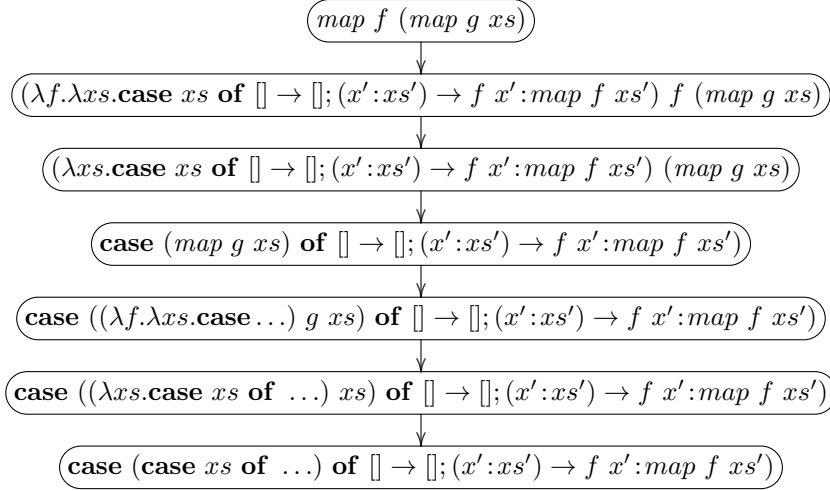 map f (map g xs)
(λf.λxs.case xs of [] → []; (x′:xs′) → f x′:map f xs′) f (map g xs)
(λxs.case xs of [] → []; (x′:xs′) → f x′:map f xs′) (map g xs)
case (map g xs) of [] → []; (x′:xs′) → f x′:map f xs′)
case ((λf.λxs.case …) g xs) of [] → []; (x′:xs′) → f x′:map f xs′)
case ((λxs.case xs of …) xs) of [] → []; (x′:xs′) → f x′:map f xs′)
case (case xs of …) of [] → []; (x′:xs′) → f x′:map f xs′)